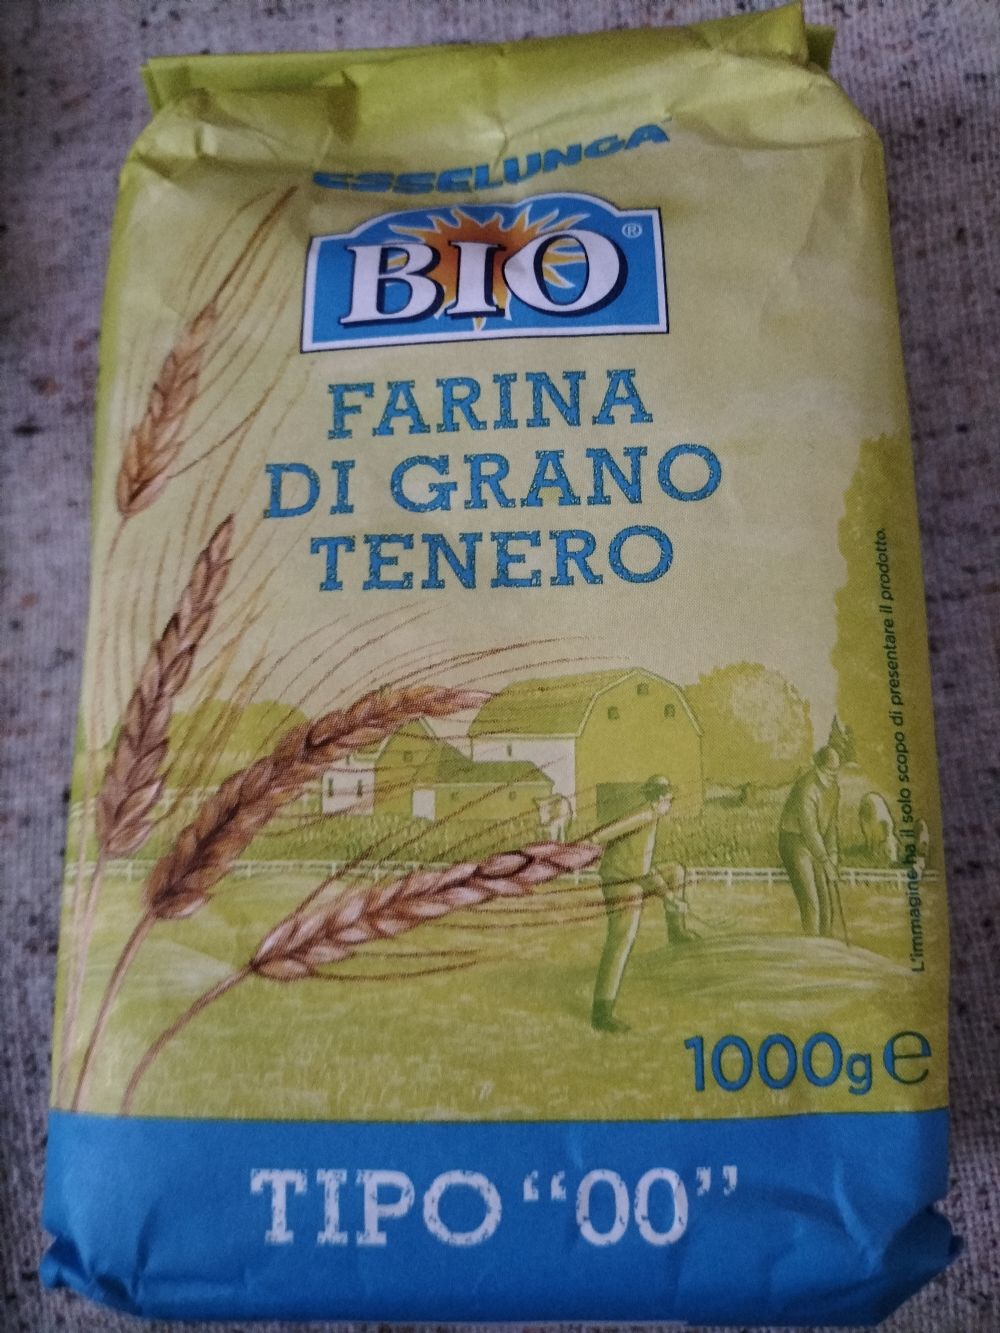 ESSELUNGA
BIO®
FARINA
DI GRANO
TENERO
L'immagine ha il solo scopo di presentare il prodotto.
1000g e
TIPO “00”